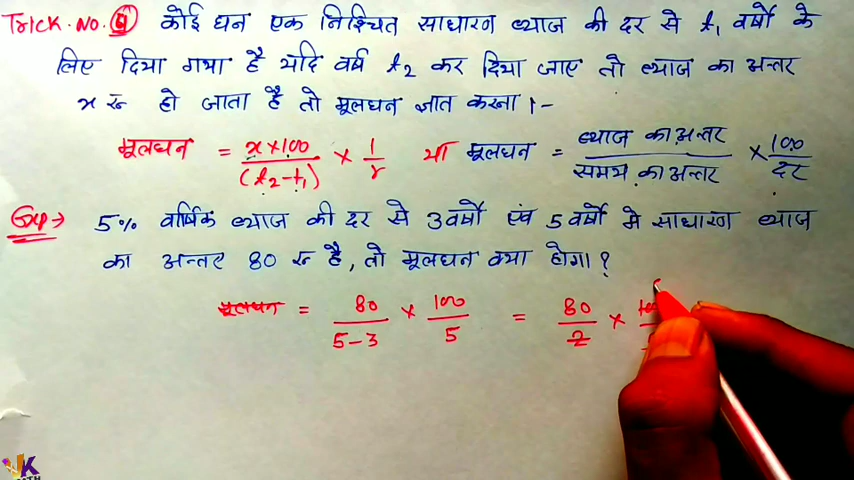 Trick.No.④ कोई धन एक निश्चित साधारण ब्याज की दर से t₁ वर्षों के
लिए दिया गया है यदि वर्ष t₂ कर दिया जाए तो ब्याज का अन्तर
x रु हो जाता है तो मूलधन ज्ञात करना :-
मूलधन = x×100/(t₂-t₁) × 1/r या मूलधन = ब्याज का अन्तर/समय का अन्तर × 100/दर
Exp→ 5% वार्षिक ब्याज की दर से 3 वर्षों एवं 5 वर्षों मे साधारण ब्याज
का अन्तर 80 रु है, तो मूलधन क्या होगा?
मूलधन = 80/5-3 × 100/5 = 80/2 ×